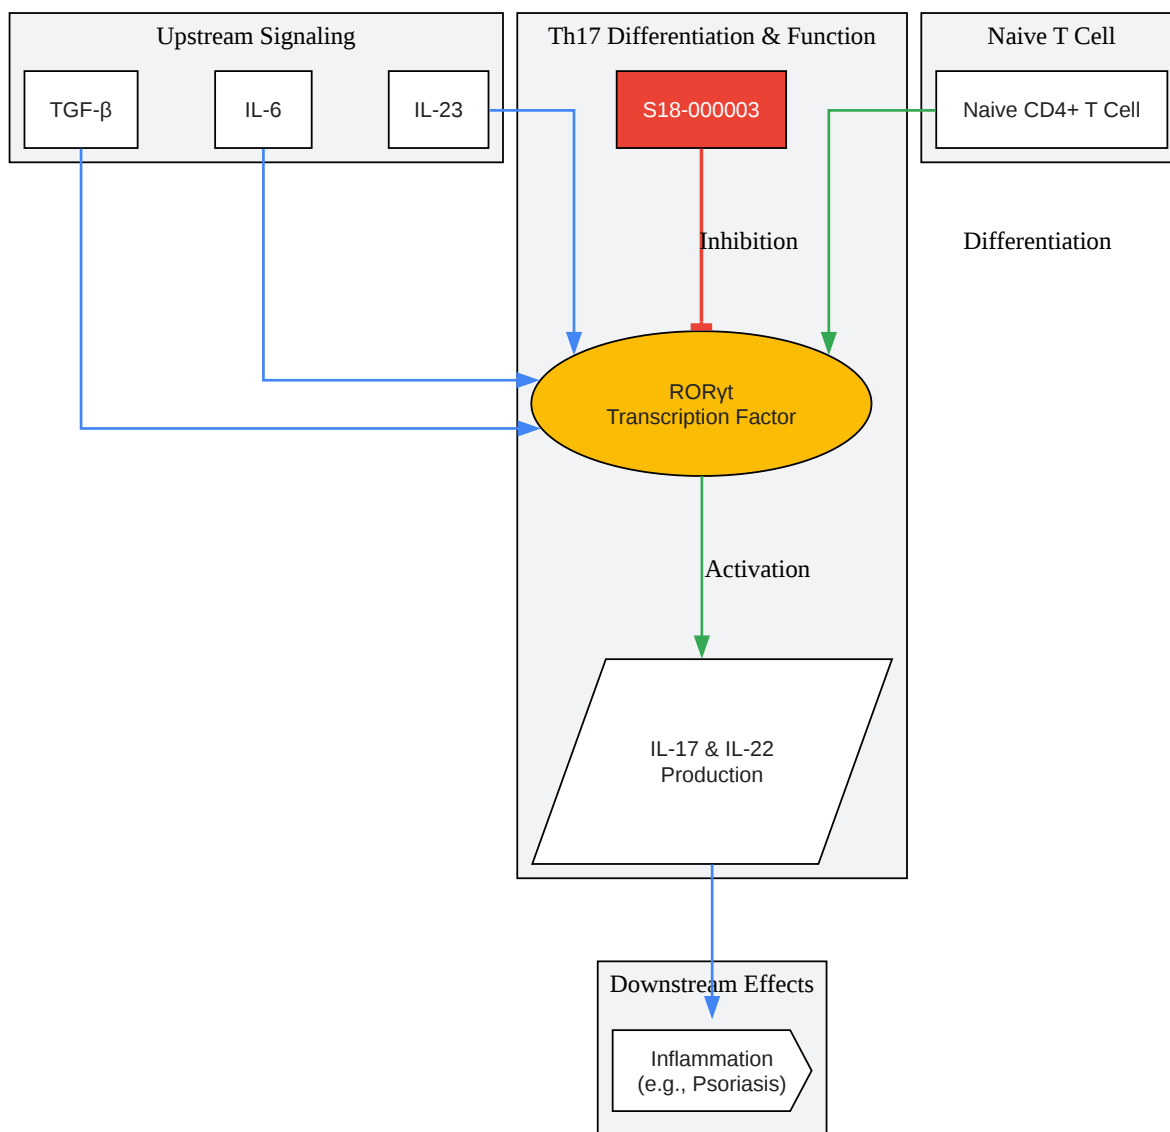 Upstream Signaling
Th17 Differentiation & Function
Naive T Cell
TGF-β
IL-6
IL-23
S18-000003
Naive CD4+ T Cell
Inhibition
Differentiation
RORγt
Transcription Factor
Activation
IL-17 & IL-22
Production
Downstream Effects
Inflammation
(e.g., Psoriasis)